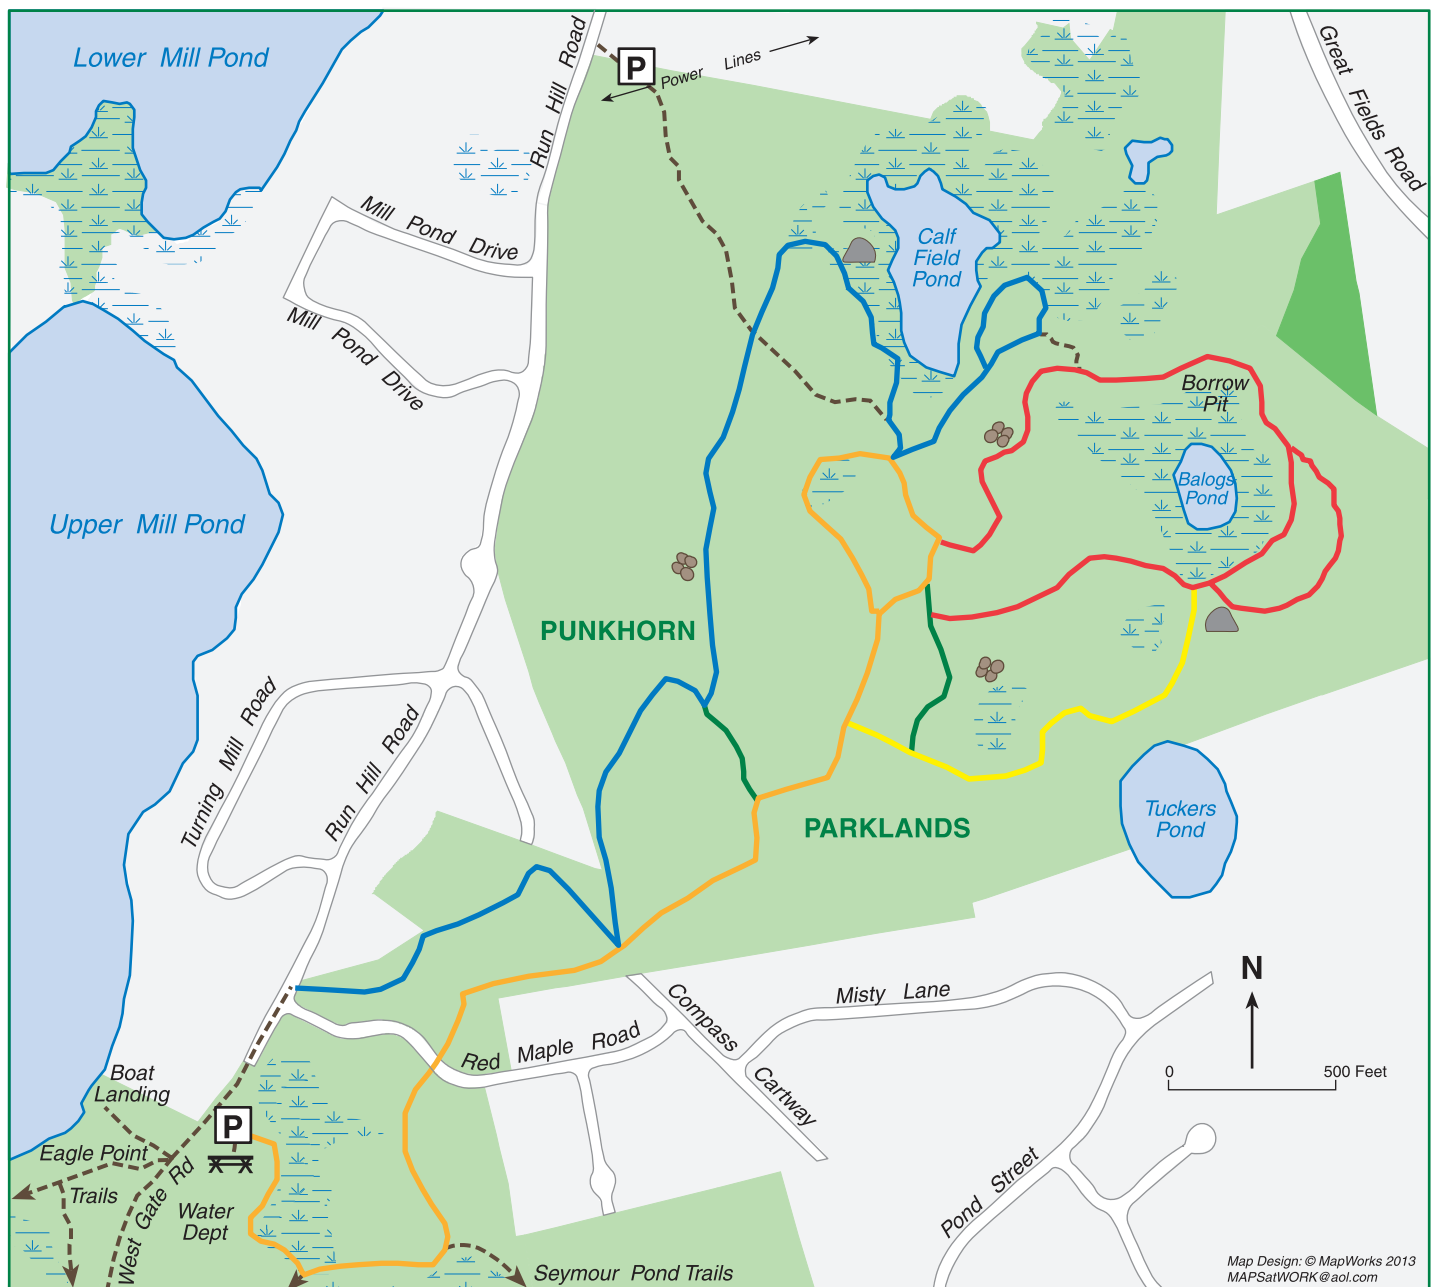 Lower Mill Pond
P
Power Lines
Run Hill Road
Great Fields Road
Mill Pond Drive
Calf
Field
Pond
Mill Pond Drive
Borrow
Pit
Balogs
Pond
Upper Mill Pond
PUNKHORN
Turning Mill Road
Run Hill Road
PARKLANDS
Tuckers
Pond
N
Misty Lane
Compass
Cartway
Red Maple Road
0 500 Feet
Boat
Landing
P
Eagle Point
Trails
West Gate Rd
Water
Dept
Pond Street
Seymour Pond Trails
Map Design: © MapWorks 2013
MAPSatWORK@aol.com